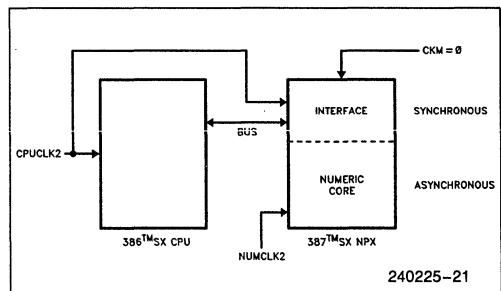 CKM = Ø
INTERFACE
SYNCHRONOUS
BUS
CPUCLK2
NUMERIC
CORE
ASYNCHRONOUS
386™SX CPU
NUMCLK2
387™SX NPX
240225-21